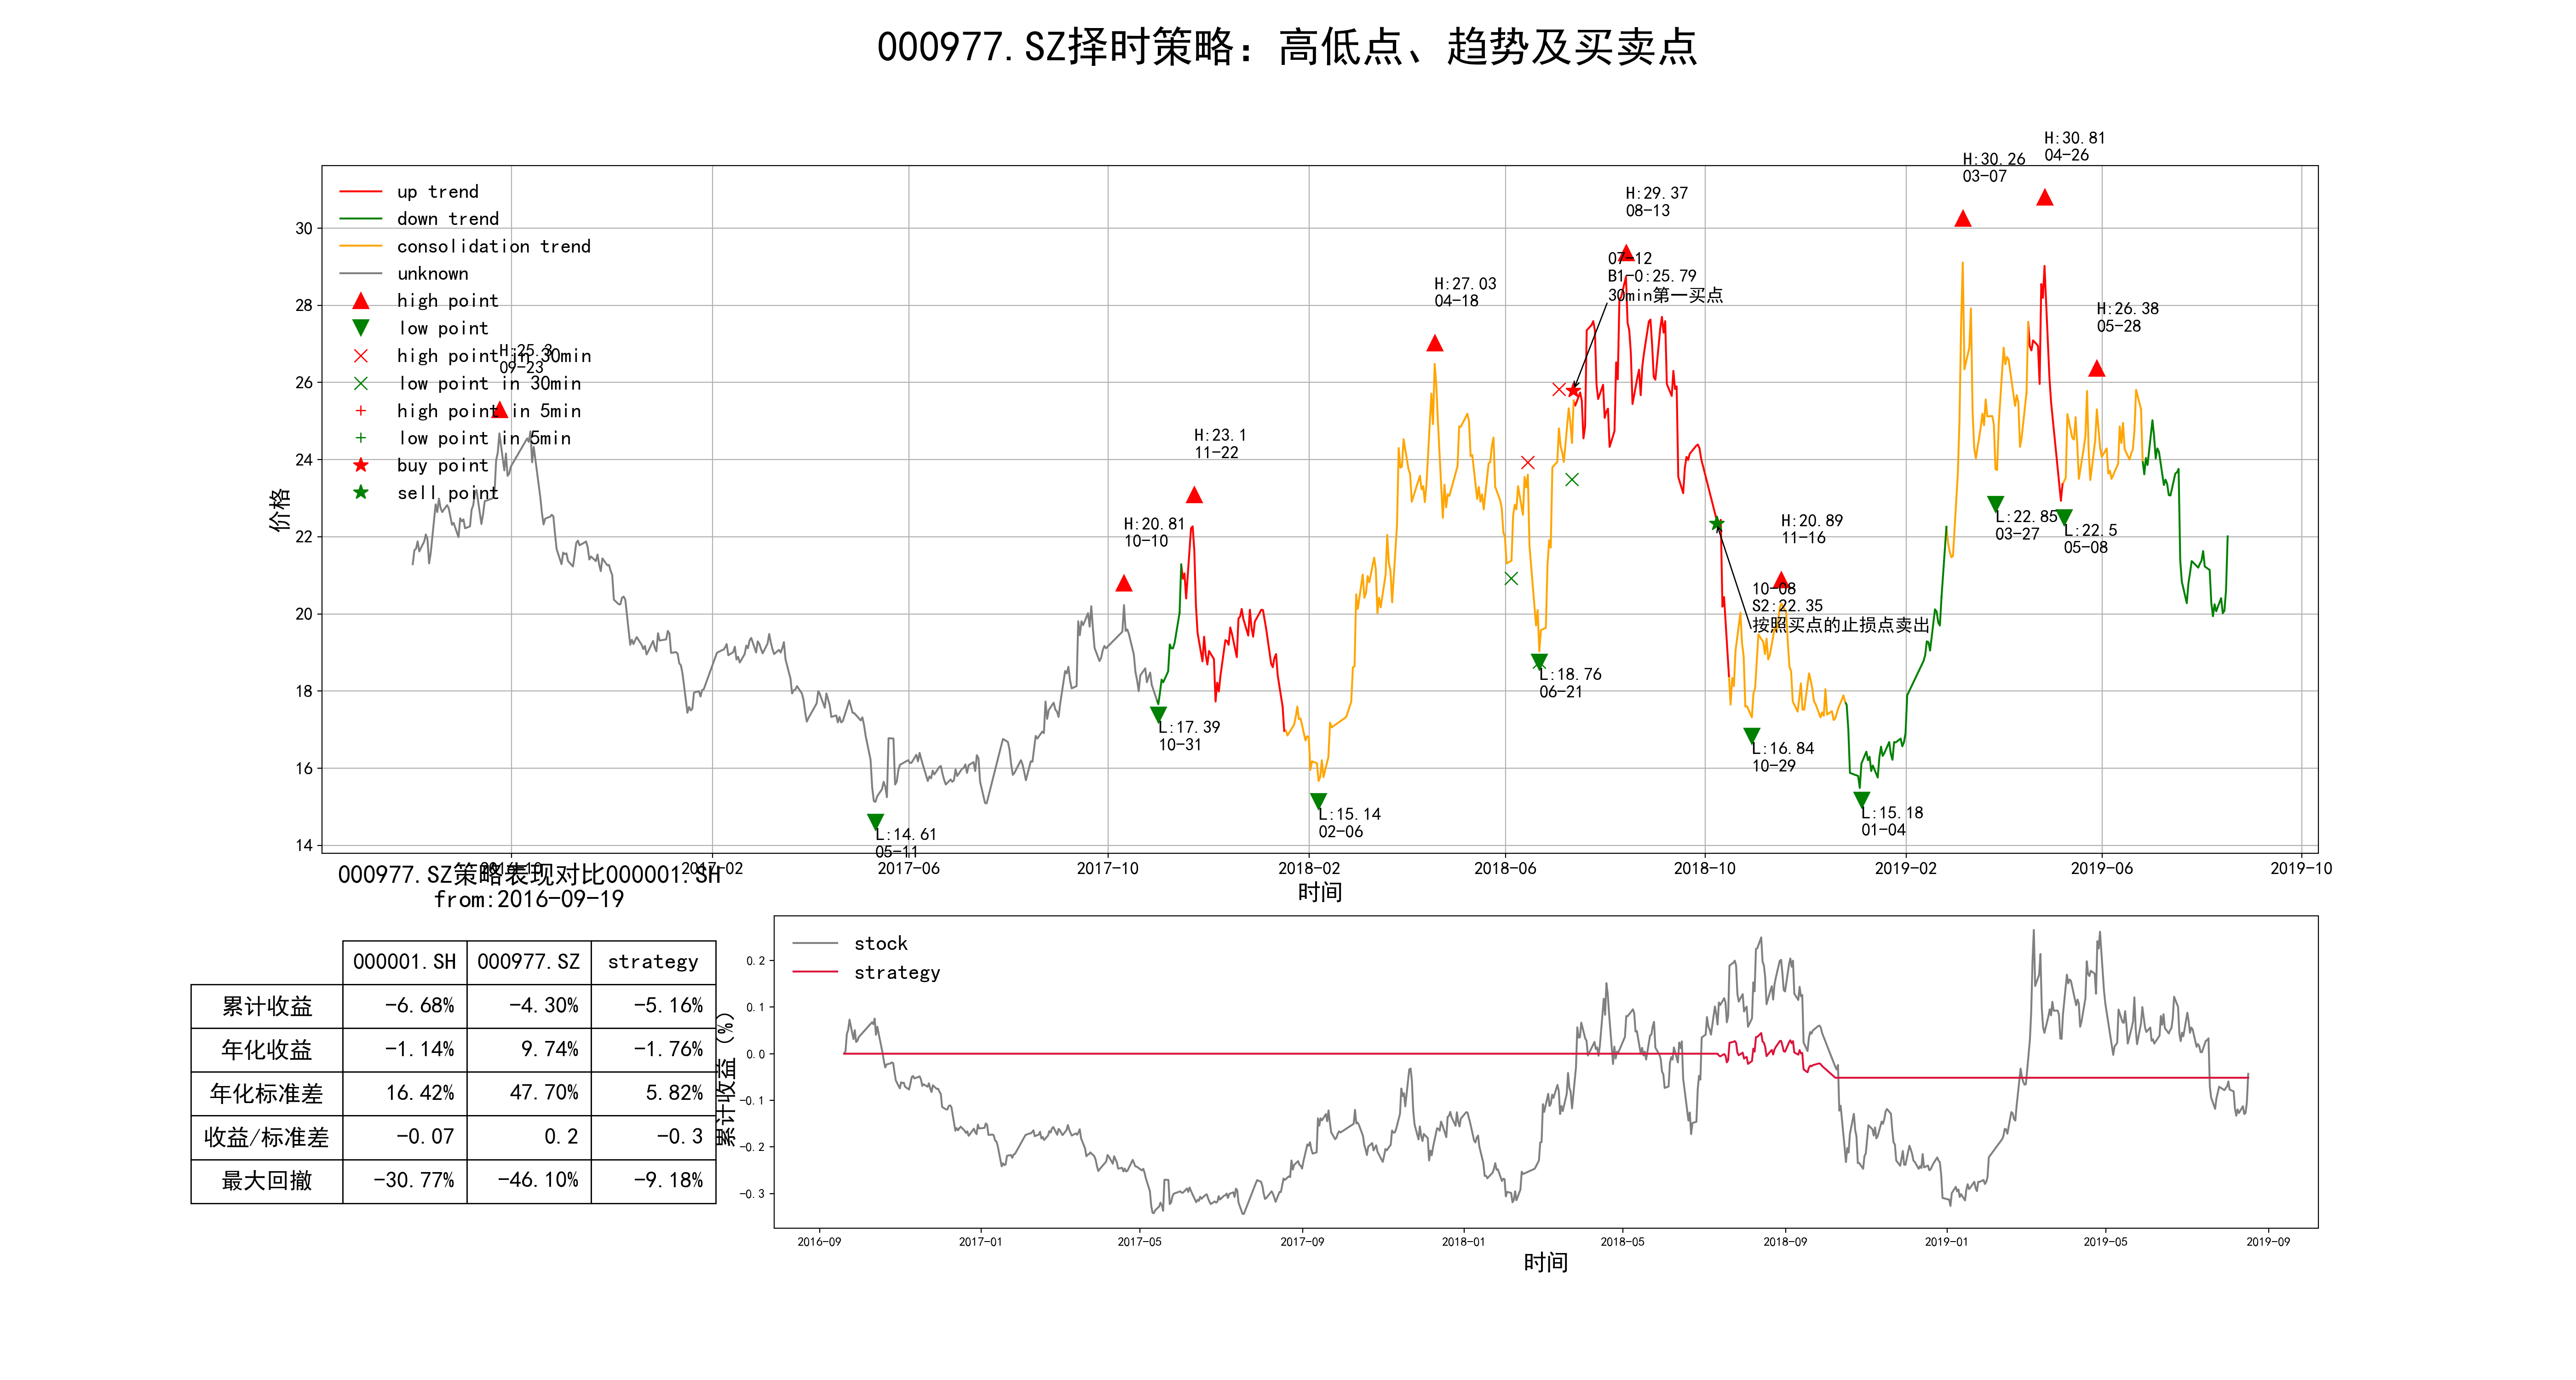 000977.SZ择时策略：高低点、趋势及买卖点
up trend
down trend
consolidation trend
unknown
high point
low point
high point in 30min
low point in 30min
high point in 5min
low point in 5min
buy point
sell point
价格
30
28
26
24
22
20
18
16
14
H:25.3
09-23
L:14.61
05-11
H:20.81
10-10
L:17.39
10-31
H:23.1
11-22
L:15.14
02-06
H:27.03
04-18
L:18.76
06-21
07-12
B1-0:25.79
30min第一买点
H:29.37
08-13
10-08
S2:22.35
按照买点的止损点卖出
L:16.84
10-29
H:20.89
11-16
L:15.18
01-04
H:30.26
03-07
L:22.85
03-27
H:30.81
04-26
L:22.5
05-08
H:26.38
05-28
2016-10
2017-02
2017-06
2017-10
2018-02
2018-06
2018-10
2019-02
2019-06
2019-10
时间
000977.SZ策略表现对比000001.SH
from:2016-09-19
000001.SH 000977.SZ strategy
累计收益 -6.68% -4.30% -5.16%
年化收益 -1.14% 9.74% -1.76%
年化标准差 16.42% 47.70% 5.82%
收益/标准差 -0.07 0.2 -0.3
最大回撤 -30.77% -46.10% -9.18%
stock
strategy
累计收益（%）
0.2
0.1
0.0
-0.1
-0.2
-0.3
2016-09
2017-01
2017-05
2017-09
2018-01
2018-05
2018-09
2019-01
2019-05
2019-09
时间